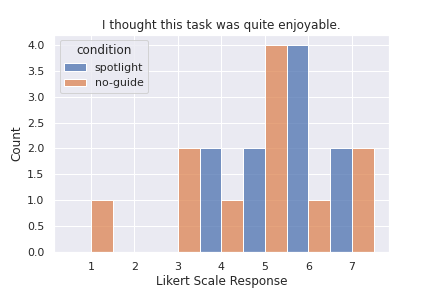 I thought this task was quite enjoyable.
condition
spotlight
no-guide
4.0
3.5
3.0
2.5
2.0
1.5
1.0
0.5
0.0
Count
1 2 3 4 5 6 7
Likert Scale Response